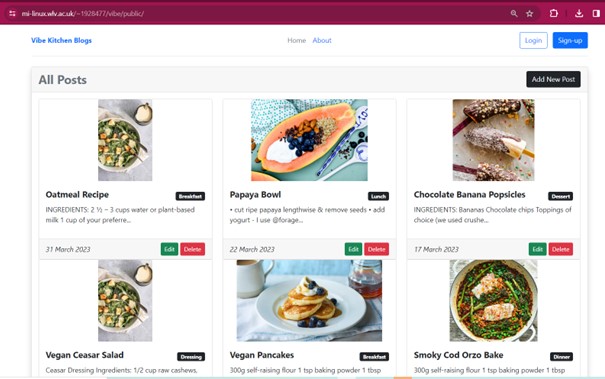 mi-linux.wlv.ac.uk/~1928477/vibe/public/
Vibe Kitchen Blogs Home About Login Sign-up
All Posts Add New Post
Oatmeal Recipe Breakfast
INGREDIENTS: 2 ½ – 3 cups water or plant-based
milk 1 cup of your preferre...
31 March 2023 Edit Delete
Papaya Bowl Lunch
• cut ripe papaya lengthwise & remove seeds • add
yogurt - I use @forage...
22 March 2023 Edit Delete
Chocolate Banana Popsicles Dessert
INGREDIENTS: Bananas Chocolate chips Toppings of
choice (we used crushe...
17 March 2023 Edit Delete
Vegan Ceasar Salad Dressing
Ceasar Dressing Ingredients: 1/2 cup raw cashews,
Vegan Pancakes Breakfast
300g self-raising flour 1 tsp baking powder 1 tbsp
Smoky Cod Orzo Bake Dinner
300g self-raising flour 1 tsp baking powder 1 tbsp